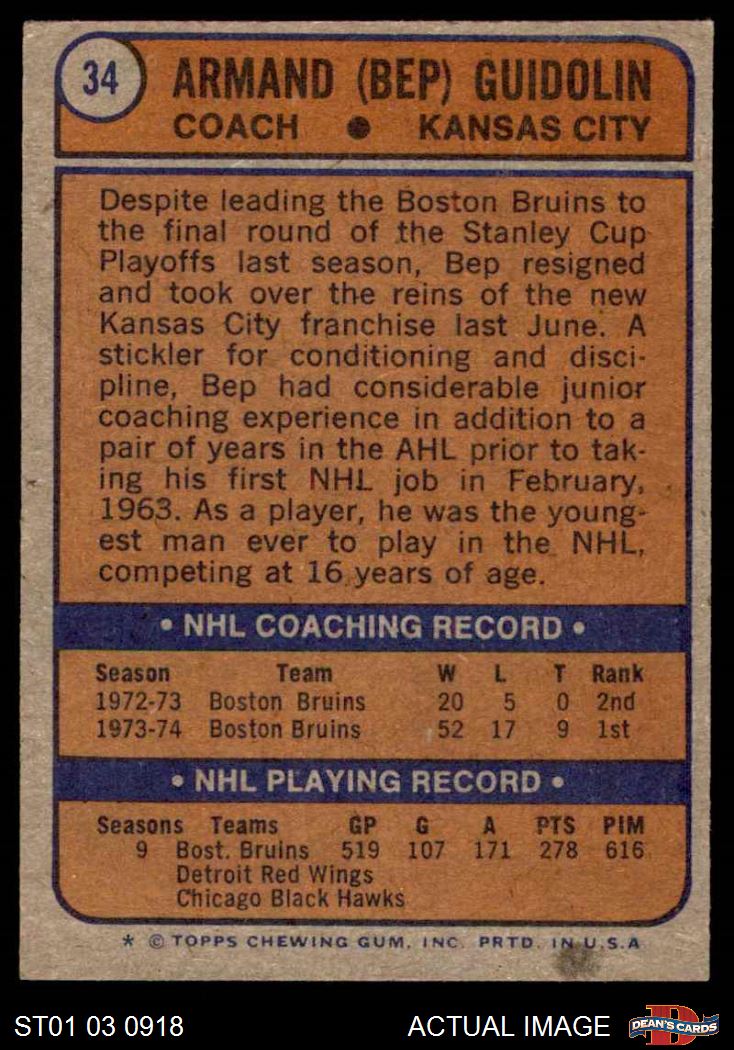 34
ARMAND (BEP) GUIDOLIN
COACH ● KANSAS CITY
Despite leading the Boston Bruins to
the final round of the Stanley Cup
Playoffs last season, Bep resigned
and took over the reins of the new
Kansas City franchise last June. A
stickler for conditioning and disci-
pline, Bep had considerable junior
coaching experience in addition to a
pair of years in the AHL prior to tak-
ing his first NHL job in February,
1963. As a player, he was the young-
est man ever to play in the NHL,
competing at 16 years of age.
• NHL COACHING RECORD •
Season Team W L T Rank
1972-73 Boston Bruins 20 5 0 2nd
1973-74 Boston Bruins 52 17 9 1st
• NHL PLAYING RECORD •
Seasons Teams GP G A PTS PIM
9 Bost. Bruins 519 107 171 278 616
Detroit Red Wings
Chicago Black Hawks
* © TOPPS CHEWING GUM, INC. PRTD. IN U.S.A
ST01 03 0918
ACTUAL IMAGE
DEAN'S CARDS